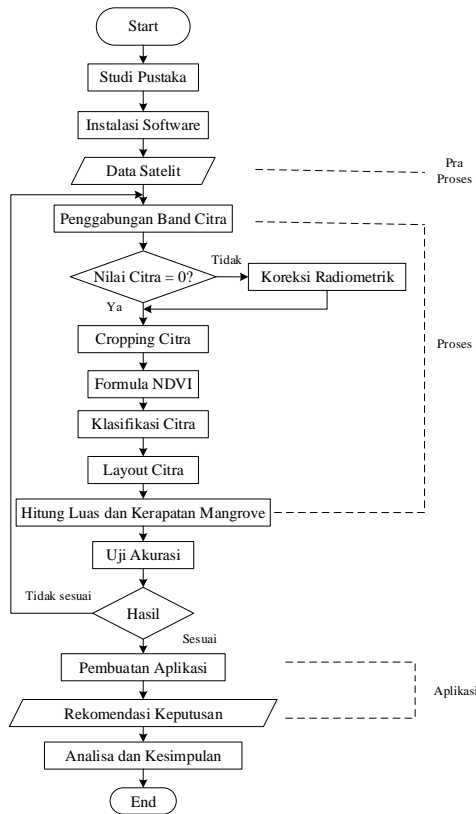 Start
Studi Pustaka
Instalasi Software
Data Satelit
Pra
Proses
Penggabungan Band Citra
Nilai Citra = 0?
Tidak
Koreksi Radiometrik
Ya
Cropping Citra
Proses
Formula NDVI
Klasifikasi Citra
Layout Citra
Hitung Luas dan Kerapatan Mangrove
Uji Akurasi
Tidak sesuai
Hasil
Sesuai
Pembuatan Aplikasi
Aplikasi
Rekomendasi Keputusan
Analisa dan Kesimpulan
End